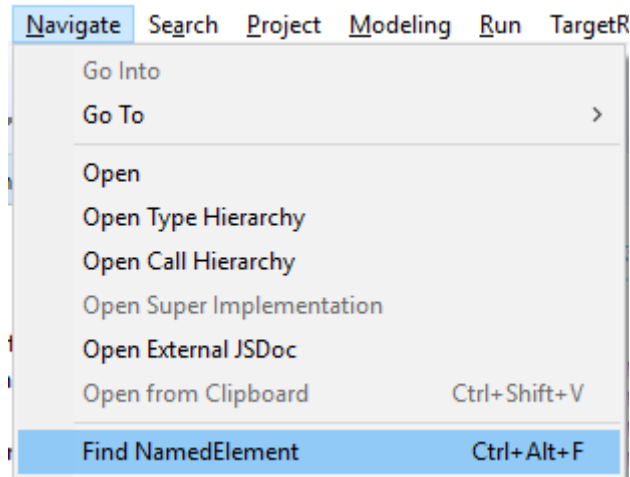 Navigate Search Project Modeling Run TargetR
Go Into
Go To
Open
Open Type Hierarchy
Open Call Hierarchy
Open Super Implementation
Open External JSDoc
Open from Clipboard Ctrl+Shift+V
Find NamedElement Ctrl+Alt+F